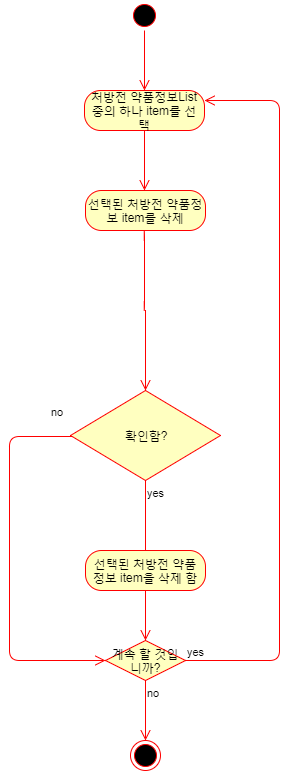 처방전 약품정보List
중의 하나 item를 선
택
선택된 처방전 약품정
보 item를 삭제
no
확인함?
yes
선택된 처방전 약품
정보 item을 삭제 함
계속 할 것입
니까?
yes
no